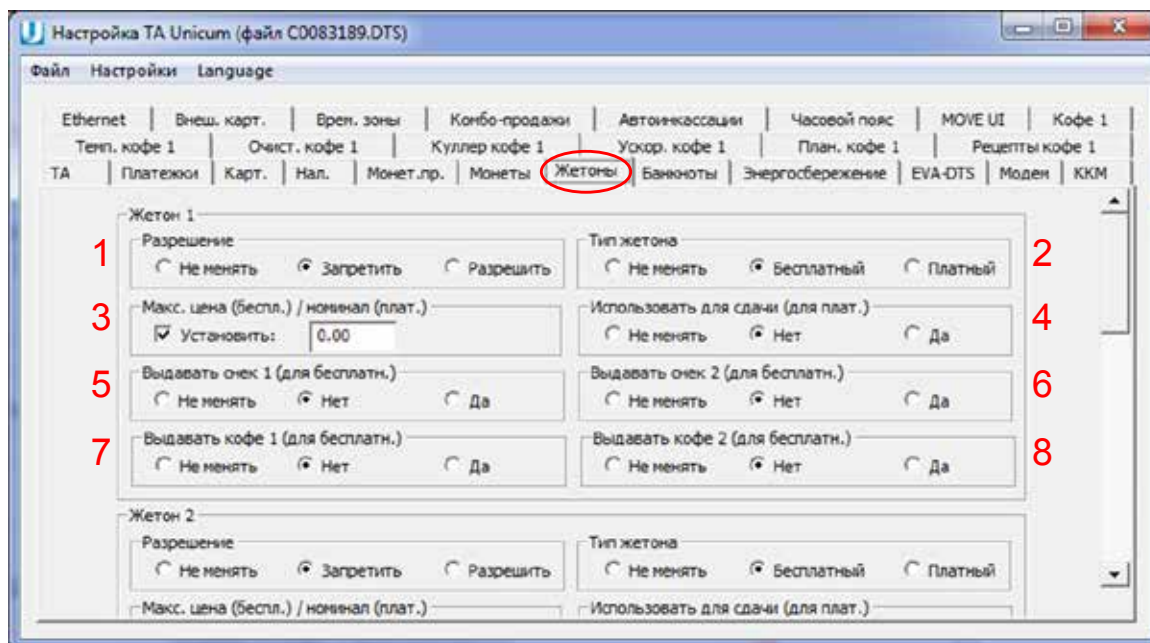 Настройка TA Unicum (файл C0083189.DTS)
Файл Настройки Language
Ethernet Внеш. карт. Врем. зоны Комбо-продажи Автоинкассации Часовой пояс MOVE UI Кофе 1
Темп. кофе 1 Очист. кофе 1 Куллер кофе 1 Ускор. кофе 1 План. кофе 1 Рецепты кофе 1
ТА Платежки Карт. Нал. Монет.пр. Монеты Жетоны Банкноты Энергосбережение EVA-DTS Модем ККМ
Жетон 1
1 Разрешение Тип жетона 2
Не менять Запретить Разрешить Не менять Бесплатный Платный
3 Макс. цена (беспл.) / номинал (плат.) Использовать для сдачи (для плат.) 4
Установить: 0.00 Не менять Нет Да
5 Выдавать снек 1 (для бесплатн.) Выдавать снек 2 (для бесплатн.) 6
Не менять Нет Да Не менять Нет Да
7 Выдавать кофе 1 (для бесплатн.) Выдавать кофе 2 (для бесплатн.) 8
Не менять Нет Да Не менять Нет Да
Жетон 2
Разрешение Тип жетона
Не менять Запретить Разрешить Не менять Бесплатный Платный
Макс. цена (беспл.) / номинал (плат.) Использовать для сдачи (для плат.)